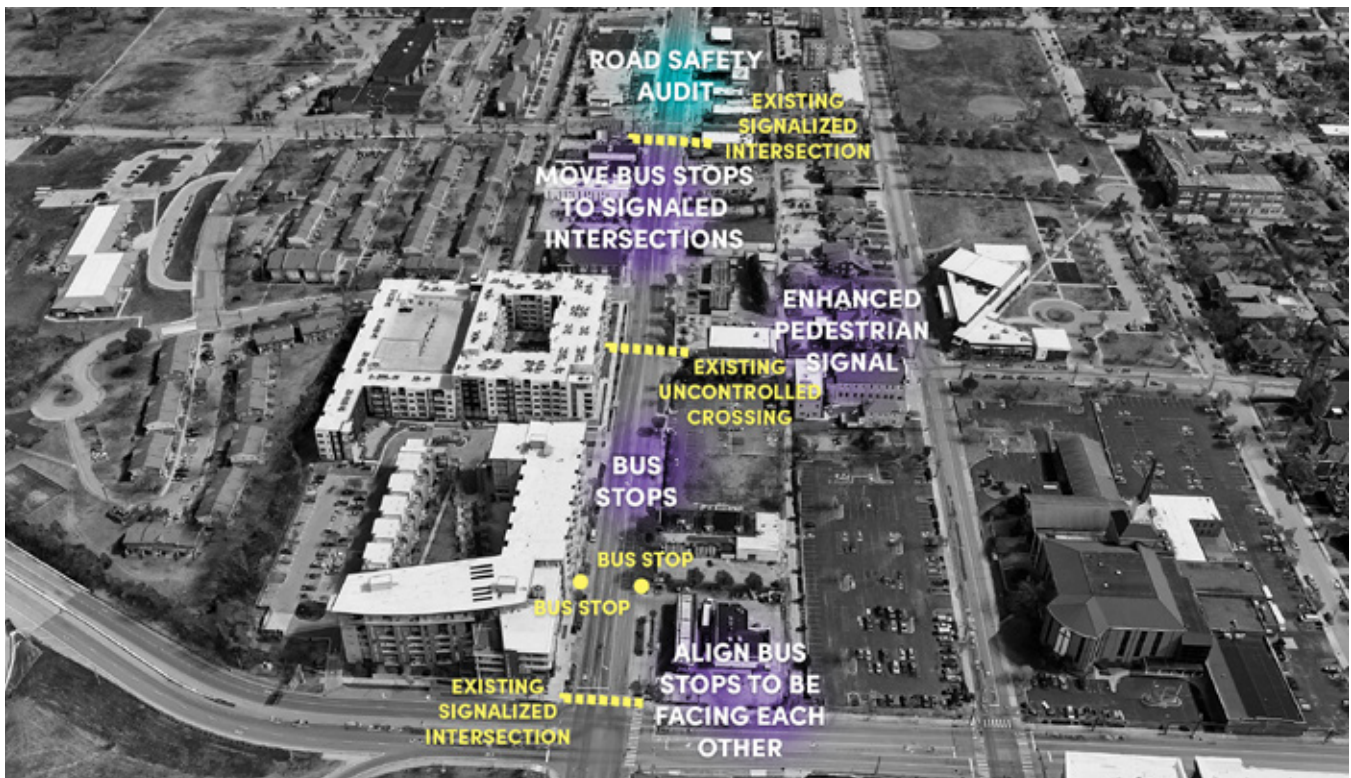 ROAD SAFETY
AUDIT
EXISTING
SIGNALIZED
INTERSECTION
MOVE BUS STOPS
TO SIGNALED
INTERSECTIONS
ENHANCED
PEDESTRIAN
SIGNAL
EXISTING
UNCONTROLLED
CROSSING
BUS
STOPS
BUS STOP
BUS STOP
ALIGN BUS
STOPS TO BE
FACING EACH
OTHER
EXISTING
SIGNALIZED
INTERSECTION